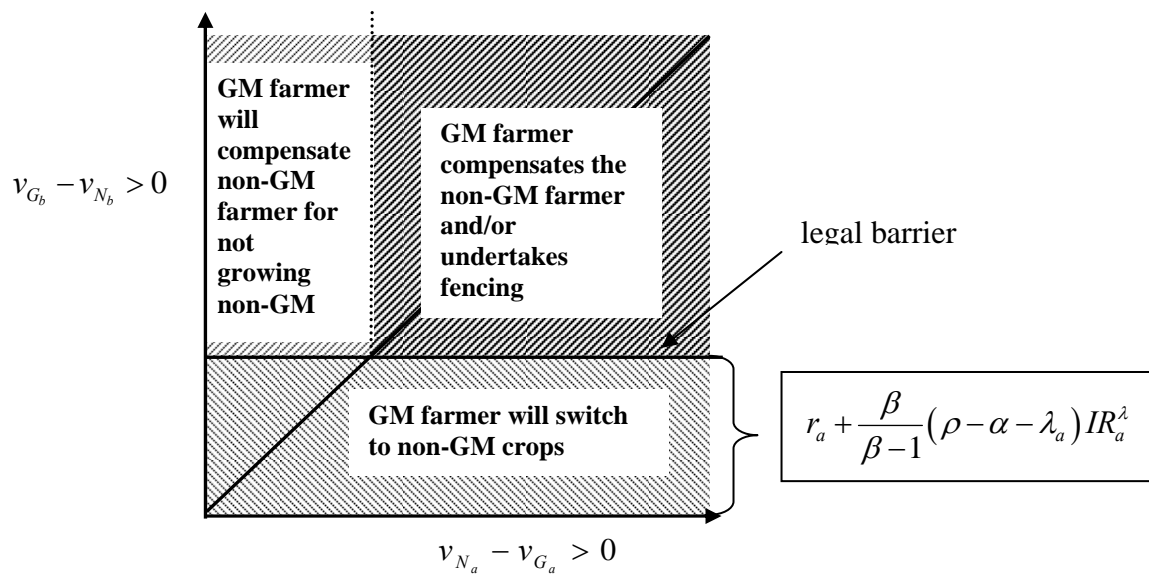 GM farmer
will
compensate
non-GM
farmer for
not
growing
non-GM
GM farmer
compensates the
non-GM farmer
and/or
undertakes
fencing
v_{G_b} − v_{N_b} > 0
legal barrier
GM farmer will switch
to non-GM crops
r_a + \frac{β}{β−1} (ρ − α − λ_a) IR_a^λ
v_{N_a} − v_{G_a} > 0